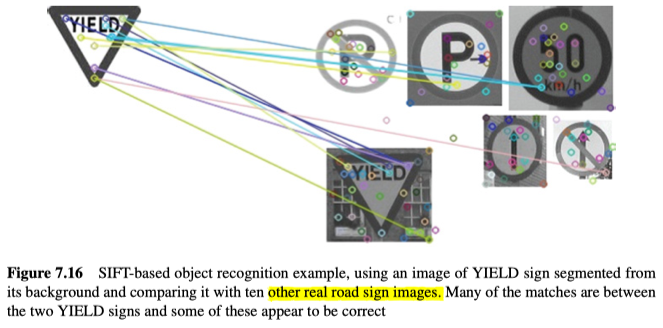 YIELD
C
P
P
50
km/h
YIELD
Figure 7.16 SIFT-based object recognition example, using an image of YIELD sign segmented from
its background and comparing it with ten other real road sign images. Many of the matches are between
the two YIELD signs and some of these appear to be correct